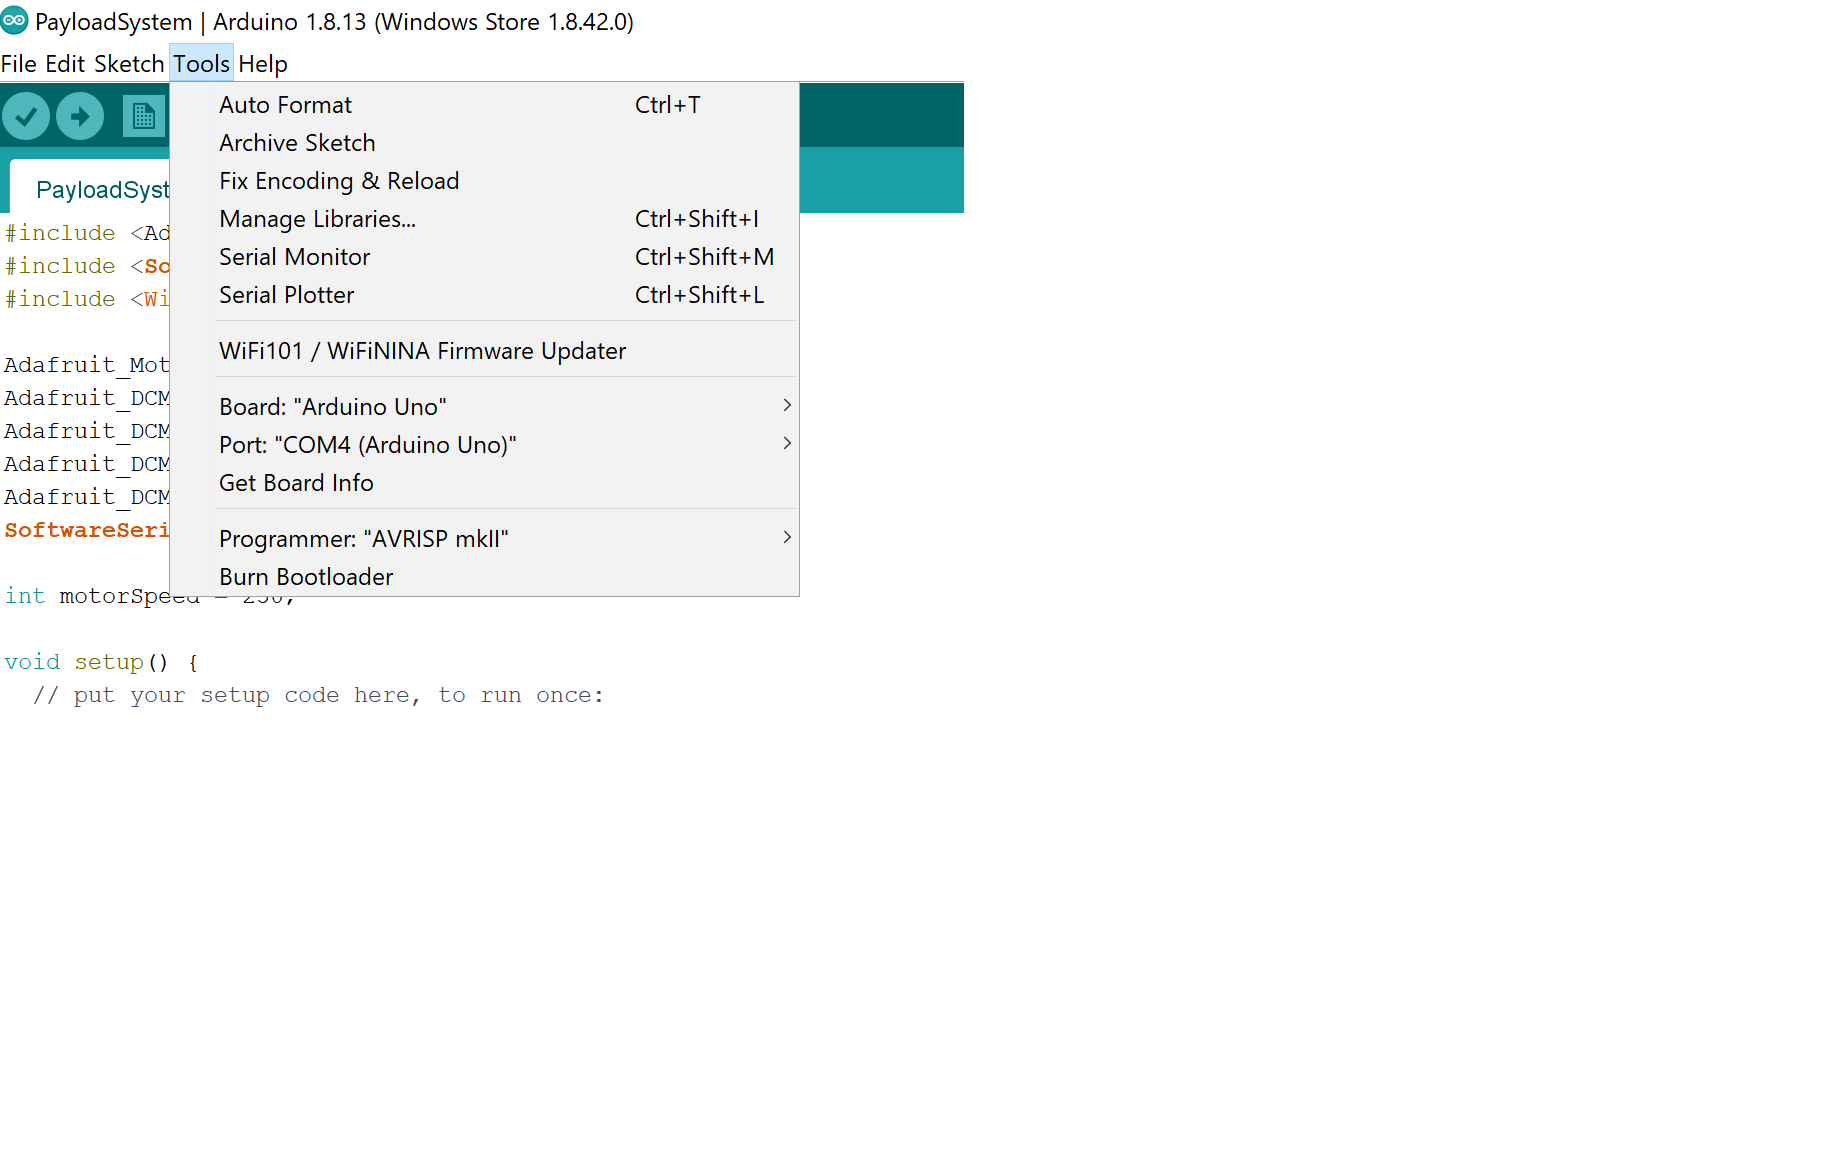 PayloadSystem | Arduino 1.8.13 (Windows Store 1.8.42.0)
File Edit Sketch Tools Help
Auto Format Ctrl+T
Archive Sketch
Fix Encoding & Reload
Manage Libraries... Ctrl+Shift+I
Serial Monitor Ctrl+Shift+M
Serial Plotter Ctrl+Shift+L
WiFi101 / WiFiNINA Firmware Updater
Board: "Arduino Uno"
Port: "COM4 (Arduino Uno)"
Get Board Info
Programmer: "AVRISP mkII"
Burn Bootloader
PayloadSyst
#include <Ad
#include <So
#include <Wi
Adafruit_Mot
Adafruit_DCM
Adafruit_DCM
Adafruit_DCM
Adafruit_DCM
SoftwareSeri
int motorSpeed =
void setup() {
// put your setup code here, to run once: